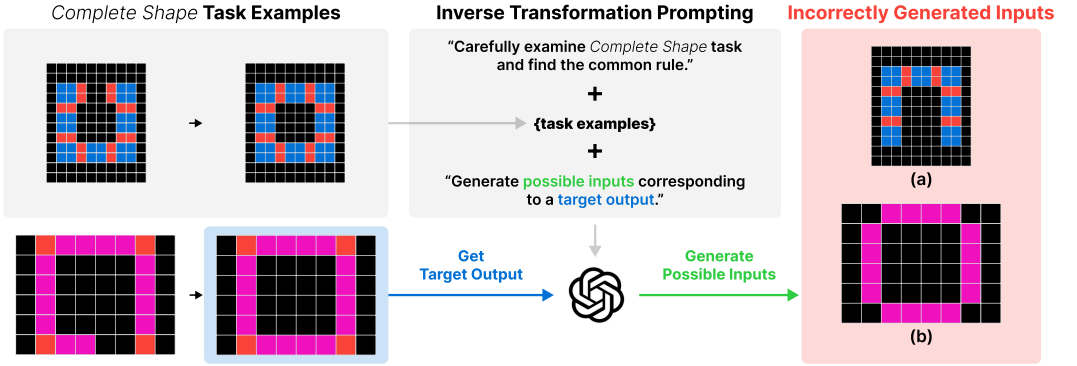 Complete Shape Task Examples
Inverse Transformation Prompting
Incorrectly Generated Inputs
“Carefully examine Complete Shape task
and find the common rule.”
+
{task examples}
+
“Generate possible inputs corresponding
to a target output.”
(a)
Get
Target Output
Generate
Possible Inputs
(b)